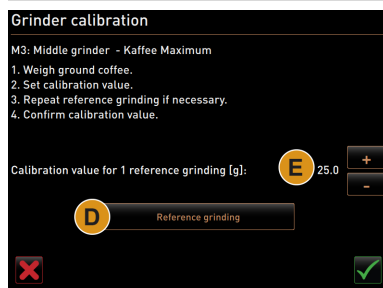 Grinder calibration
M3: Middle grinder - Kaffee Maximum
1. Weigh ground coffee.
2. Set calibration value.
3. Repeat reference grinding if necessary.
4. Confirm calibration value.
+
Calibration value for 1 reference grinding [g]: E 25.0
-
D Reference grinding